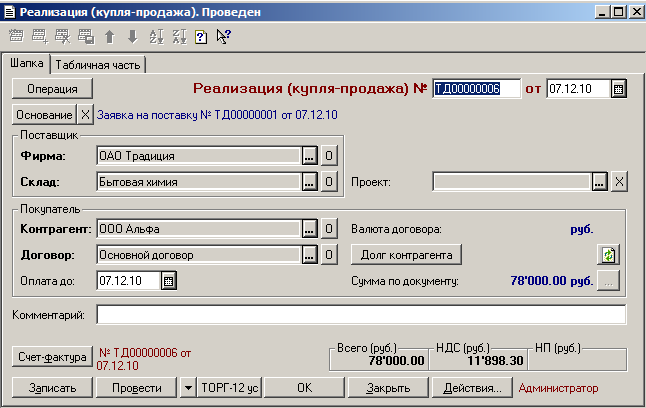 Реализация (купля-продажа). Проведен
Шапка Табличная часть
Операция Реализация (купля-продажа) № ТД00000006 от 07.12.10
Основание X Заявка на поставку № ТД00000001 от 07.12.10
Поставщик
Фирма: ОАО Традиция ... О
Склад: Бытовая химия ... О Проект: ... X
Покупатель
Контрагент: ООО Альфа ... О Валюта договора: руб.
Договор: Основной договор ... О Долг контрагента
Оплата до: 07.12.10 Сумма по документу: 78'000.00 руб. ...
Комментарий:
Счет-фактура № ТД00000006 от
07.12.10
Всего (руб.) НДС (руб.) НП (руб.)
78'000.00 11'898.30
Записать Провести ТОРГ-12 ус OK Закрыть Действия... Администратор